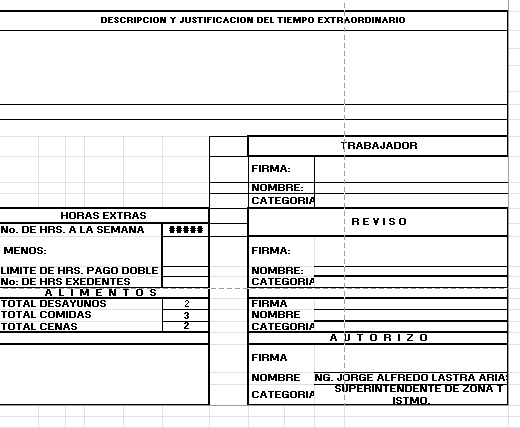 DESCRIPCION Y JUSTIFICACION DEL TIEMPO EXTRAORDINARIO
TRABAJADOR
FIRMA:
NOMBRE:
CATEGORIA
HORAS EXTRAS
No. DE HRS. A LA SEMANA #####
MENOS:
LIMITE DE HRS. PAGO DOBLE
No: DE HRS EXEDENTES
A L I M E N T O S
TOTAL DESAYUNOS 2
TOTAL COMIDAS 3
TOTAL CENAS 2
R E V I S O
FIRMA:
NOMBRE:
CATEGORIA
FIRMA
NOMBRE
CATEGORIA
A U T O R I Z O
FIRMA
NOMBRE NG. JORGE ALFREDO LASTRA ARIAS
CATEGORIA SUPERINTENDENTE DE ZONA T
ISTMO.